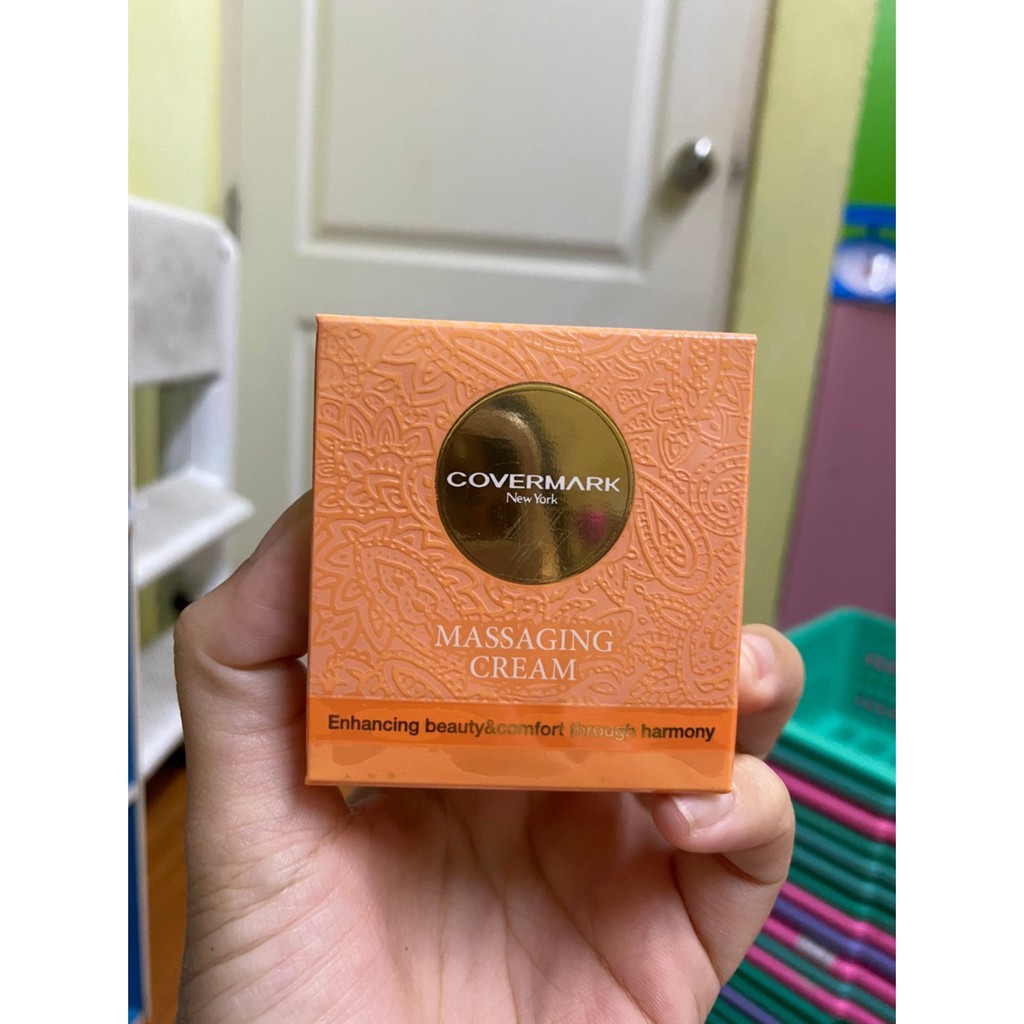 COVERMARK
New York
MASSAGING
CREAM
Enhancing beauty&comfort through harmony